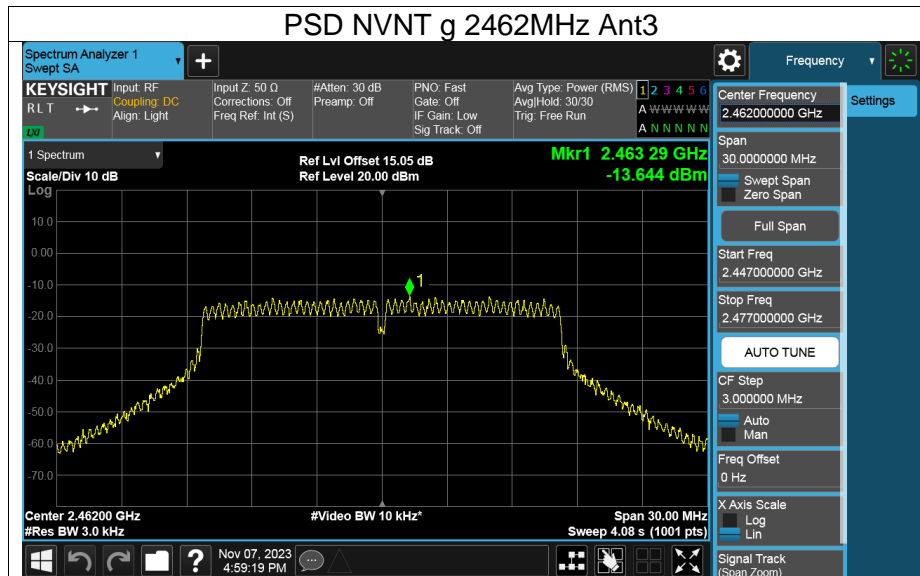 PSD NVNT g 2462MHz Ant3
Spectrum Analyzer 1
Swept SA
+
Frequency
KEYSIGHT
RLT
LXI
Input: RF
Coupling: DC
Align: Light
Input Z: 50 Ω
Corrections: Off
Freq Ref: Int (S)
#Atten: 30 dB
Preamp: Off
PNO: Fast
Gate: Off
IF Gain: Low
Sig Track: Off
Avg Type: Power (RMS)
Avg|Hold: 30/30
Trig: Free Run
1 2 3 4 5 6
A W W W W W
A N N N N N
1 Spectrum
Scale/Div 10 dB
Ref Lvl Offset 15.05 dB
Ref Level 20.00 dBm
Mkr1 2.463 29 GHz
-13.644 dBm
Log
10.0
0.00
-10.0
-20.0
-30.0
-40.0
-50.0
-60.0
-70.0
1
Center 2.46200 GHz
#Video BW 10 kHz*
Span 30.00 MHz
#Res BW 3.0 kHz
Sweep 4.08 s (1001 pts)
Center Frequency
2.462000000 GHz
Settings
Span
30.0000000 MHz
Swept Span
Zero Span
Full Span
Start Freq
2.447000000 GHz
Stop Freq
2.477000000 GHz
AUTO TUNE
CF Step
3.000000 MHz
Auto
Man
Freq Offset
0 Hz
X Axis Scale
Log
Lin
Signal Track
(Span Zoom)
?
Nov 07, 2023
4:59:19 PM